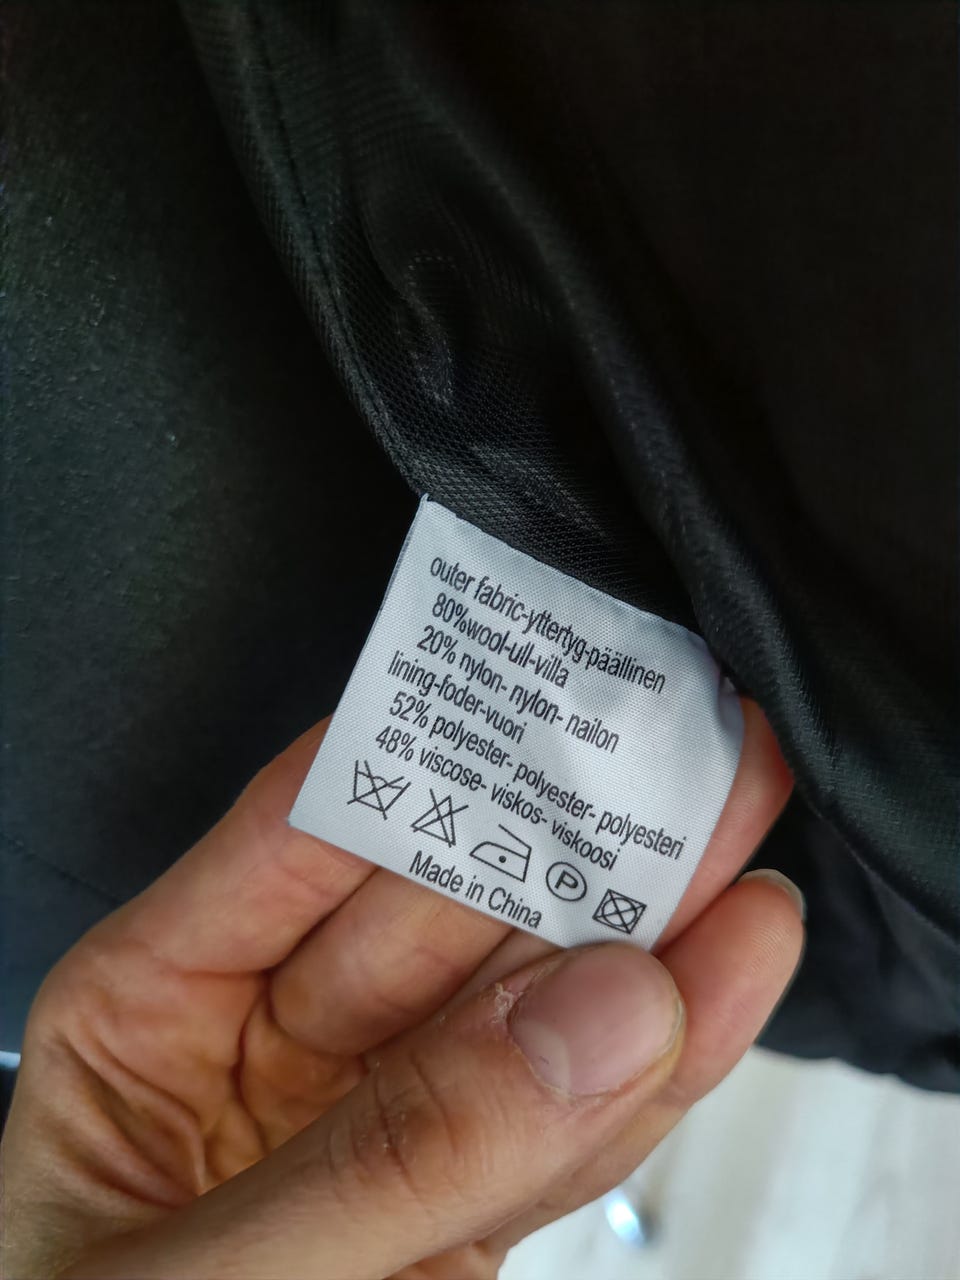 outer fabric-yttertyg-päällinen
80%wool-ull-villa
20% nylon- nylon- nailon
lining-foder-vuori
52% polyester- polyester- polyesteri
48% viscose- viskos- viskoosi
P
Made in China